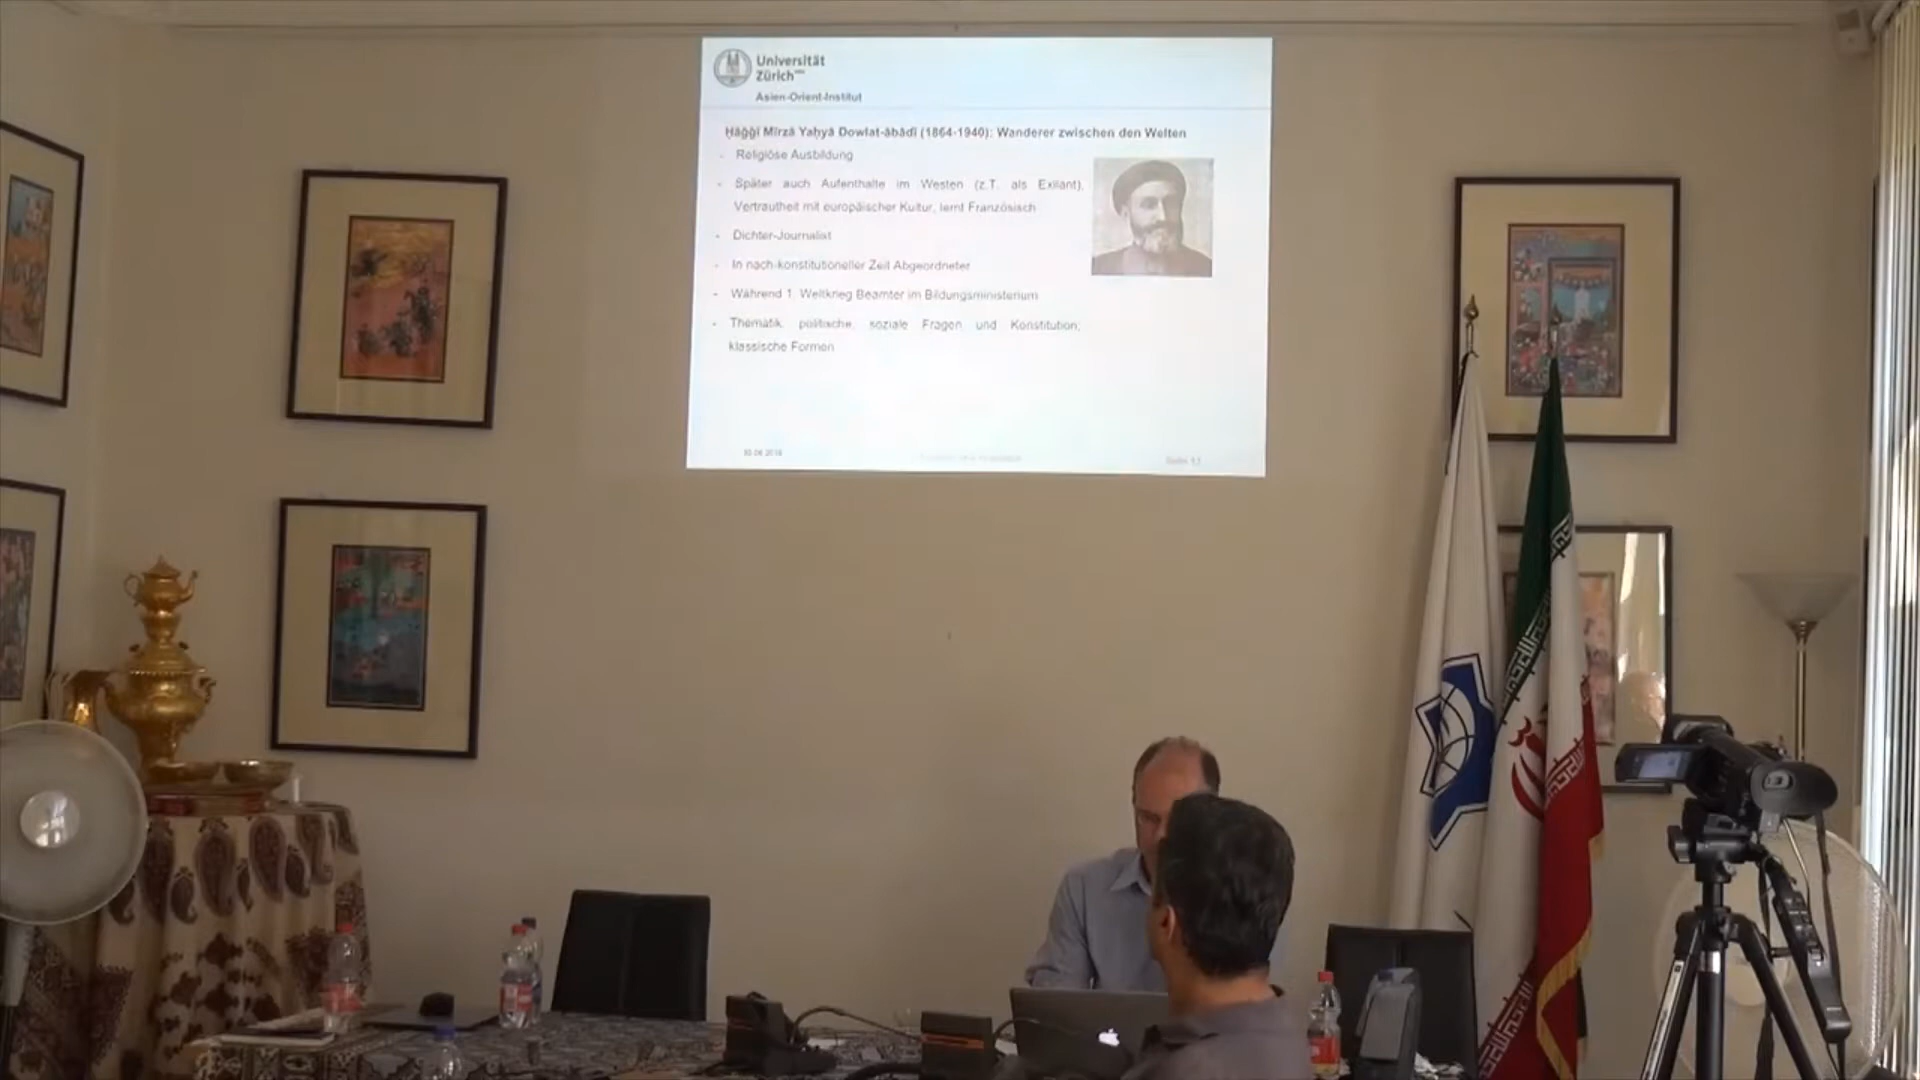 Universität
Zürich
Asien-Orient-Institut
Ḥāǧǧī Mīrzā Yaḥyā Dowlat-ābādī (1864-1940): Wanderer zwischen den Welten
- Religiöse Ausbildung
- Später auch Aufenthalte im Westen (z.T. als Exilant),
Vertrautheit mit europäischer Kultur, lernt Französisch
- Dichter-Journalist
- In nach-konstitutioneller Zeit Abgeordneter
- Während 1. Weltkrieg Beamter im Bildungsministerium
- Thematik: politische, soziale Fragen und Konstitution;
klassische Formen
Seite